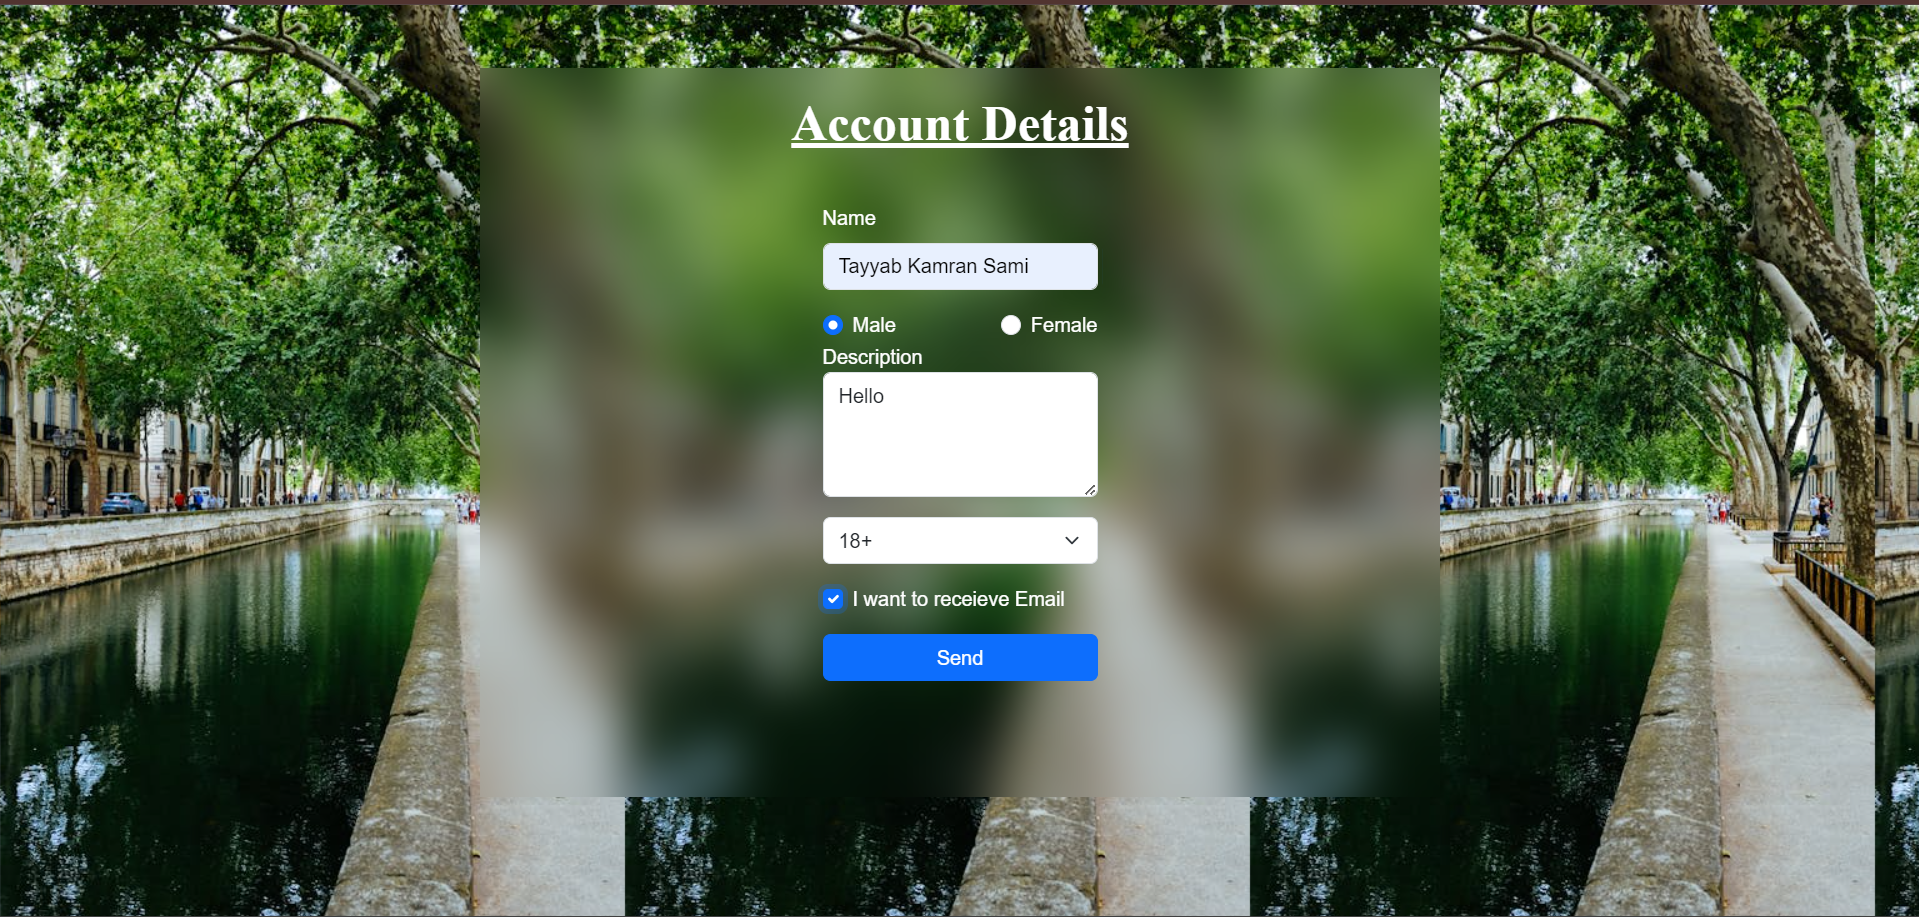 Account Details
Name
Tayyab Kamran Sami
Male Female
Description
Hello
18+
I want to receieve Email
Send